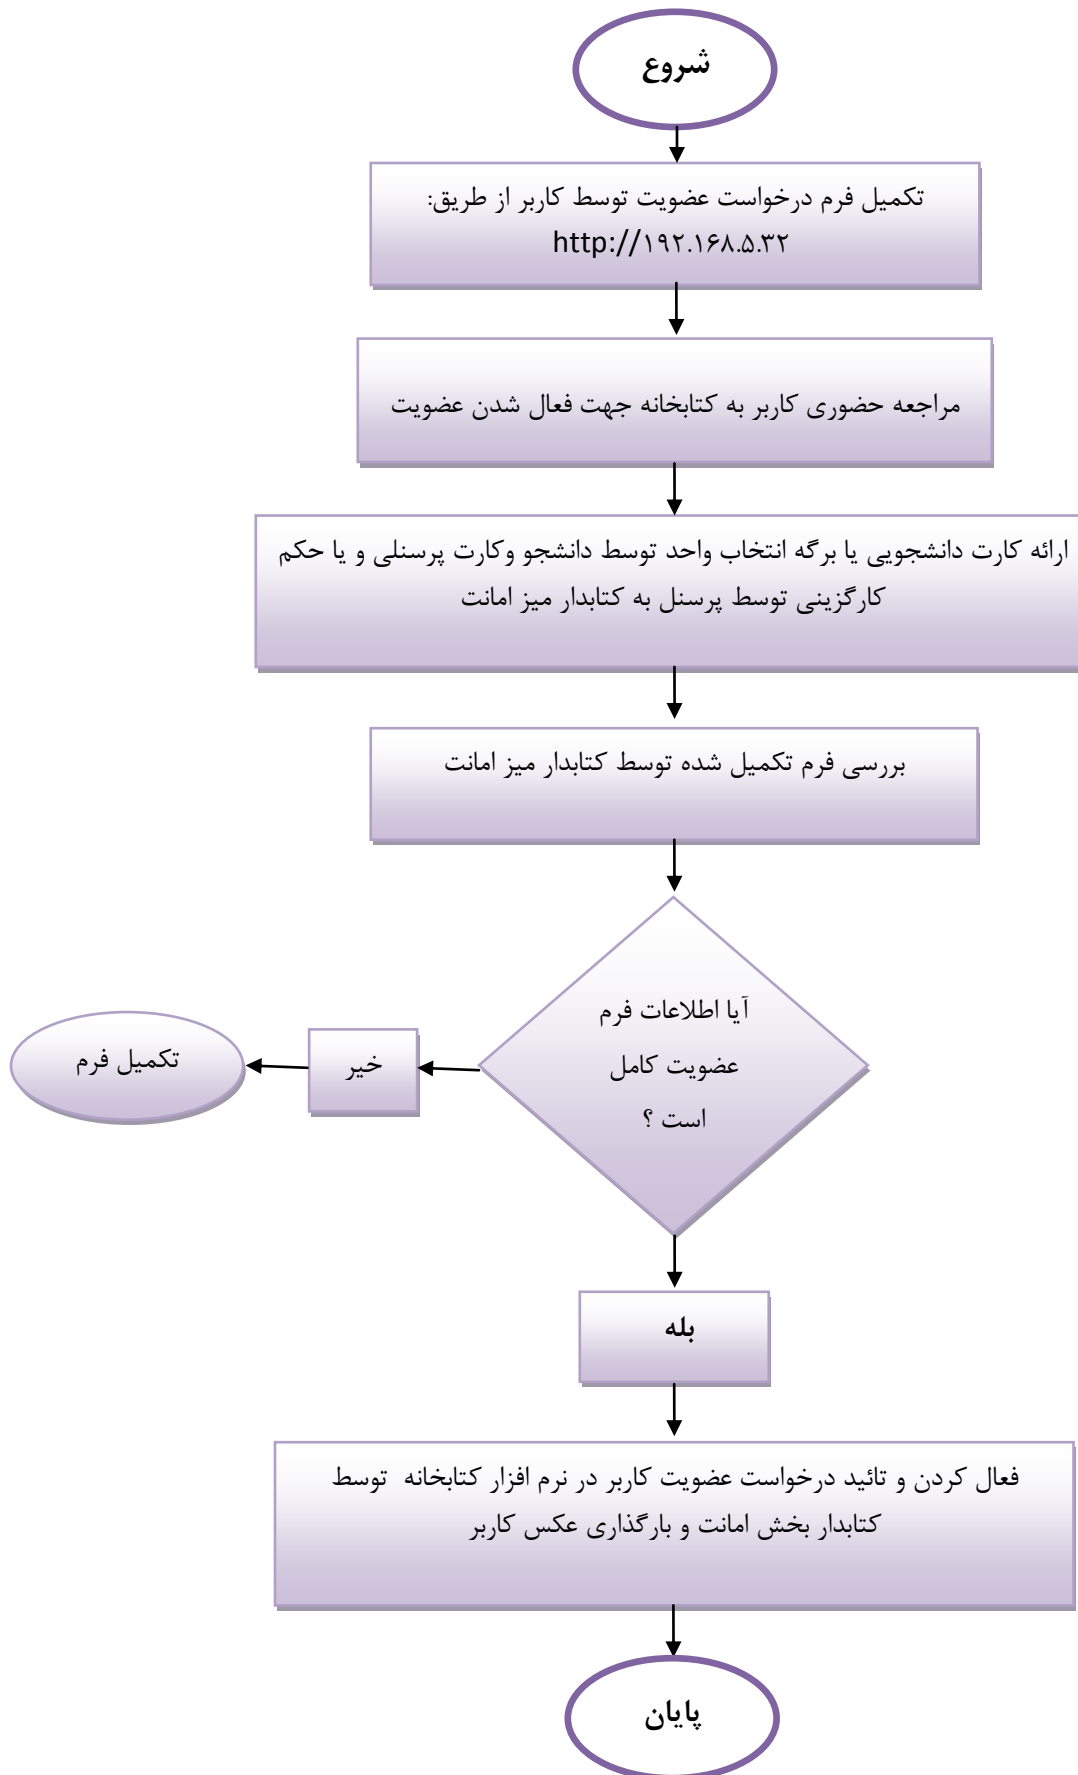 شروع
تکمیل فرم درخواست عضویت توسط کاربر از طریق:
http://۱۹۲.۱۶۸.۵.۳۲
مراجعه حضوری کاربر به کتابخانه جهت فعال شدن عضویت
ارائه کارت دانشجویی یا برگه انتخاب واحد توسط دانشجو وکارت پرسنلی و یا حکم
کارگزینی توسط پرسنل به کتابدار میز امانت
بررسی فرم تکمیل شده توسط کتابدار میز امانت
آیا اطلاعات فرم
عضویت کامل
است ؟
خیر
تکمیل فرم
بله
فعال کردن و تائید درخواست عضویت کاربر در نرم افزار کتابخانه توسط
کتابدار بخش امانت و بارگذاری عکس کاربر
پایان